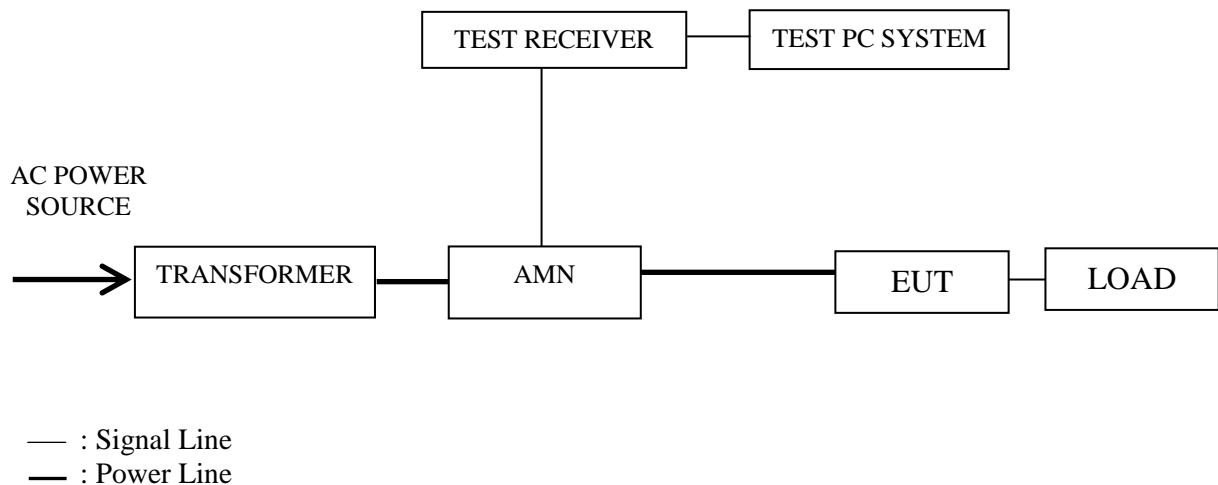 TEST RECEIVER
TEST PC SYSTEM
AC POWER
SOURCE
TRANSFORMER
AMN
EUT
LOAD
: Signal Line
: Power Line